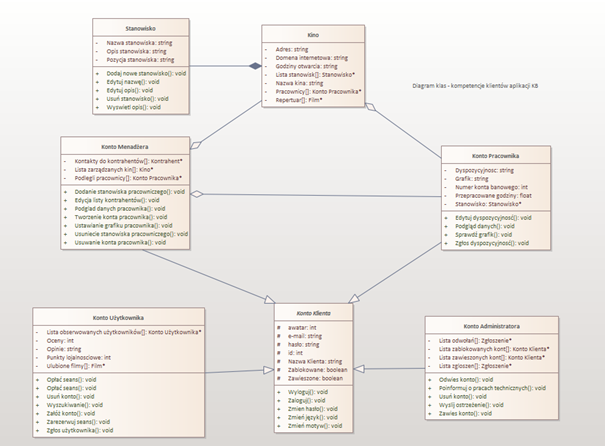 Stanowisko
- Nazwa stanowiska: string
- Opis stanowiska: string
- Pozycja stanowiska: string
+ Dodaj nowe stanowisko(): void
+ Edytuj nazwę(): void
+ Edytuj opis(): void
+ Usuń stanowisko(): void
+ Wyswietl opis(): void
Kino
- Adres: string
- Domena internetowa: string
- Godziny otwarcia: string
- Lista stanowisk[]: Stanowisko*
- Nazwa kina: string
- Pracownicy[]: Konto Pracownika*
- Repertuar[]: Film*
Diagram klas - kompetencje klientów aplikacji KB
Konto Menadżera
- Kontakty do kontrahentów[]: Kontrahent*
- Lista zarządzanych kin[]: Kino*
- Podlegli pracownicy[]: Konto Pracownika*
+ Dodanie stanowiska pracowniczego(): void
+ Edycja listy kontrahentów(): void
+ Podgląd danych pracownika(): void
+ Tworzenie konta pracownika(): void
+ Ustawianie grafiku pracownika(): void
+ Usuniecie stanowiska pracowniczego(): void
+ Usuwanie konta pracownika(): void
Konto Pracownika
- Dyspozycyjnosc: string
- Grafik: string
- Numer konta banowego: int
- Przepracowane godziny: float
- Stanowisko: Stanowisko*
+ Edytuj dyspozycyjność(): void
+ Podgląd danych(): void
+ Sprawdź grafik(): void
+ Zgłos dyspozycyjność(): void
Konto Użytkownika
- Lista obserwowanych użytkowników[]: Konto Użytkownika*
- Oceny: int
- Opinie: string
- Punkty lojalnosciowe: int
- Ulubione filmy[]: Film*
+ Opłać seans(): void
+ Opłać seans(): void
+ Usuń konto(): void
+ Wyszukiwanie(): void
+ Załóż konto(): void
+ Zarezerwuj seans(): void
+ Zgłos użytkownika(): void
Konto Klienta
# awatar: int
# e-mail: string
# hasło: string
# id: int
# Nazwa Klienta: string
# Zablokowane: boolean
# Zawieszone: boolean
+ Wyloguj(): void
+ Zaloguj(): void
+ Zmień hasło(): void
+ Zmień język(): void
+ Zmień motyw(): void
Konto Administratora
- Lista odwołań[]: Zgłoszenie*
- Lista zablokowanych kont[]: Konto Klienta*
- Lista zawieszonych kont[]: Konto Klienta*
- Lista zgloszen[]: Zgłoszenie*
+ Odwies konto(): void
+ Poinformuj o pracach technicznych(): void
+ Usuń konto(): void
+ Wyslij ostrzeżenie(): void
+ Zawies konto(): void